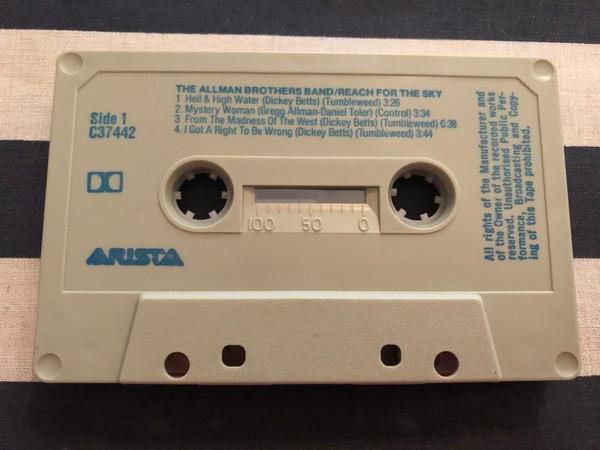 THE ALLMAN BROTHERS BAND/REACH FOR THE SKY
1 Hell & High Water (Dickey Betts) (Tumbleweed) 3:26
2. Mystery Woman (Gregg Allman-Daniel Toler) (Control) 3:34
3 From The Madness Of The West (Dickey Betts) (Tumbleweed) 6:38
4. I Got A Right To Be Wrong (Dickey Betts) (Tumbleweed) 3:44
Side 1
C37442
ARISTA
100 50 0
All rights of the Manufacturer and
of the Owner of the recorded works
reserved. Unauthorised Public Per-
formance, Broadcasting and Copy-
ing of this Tape prohibited.